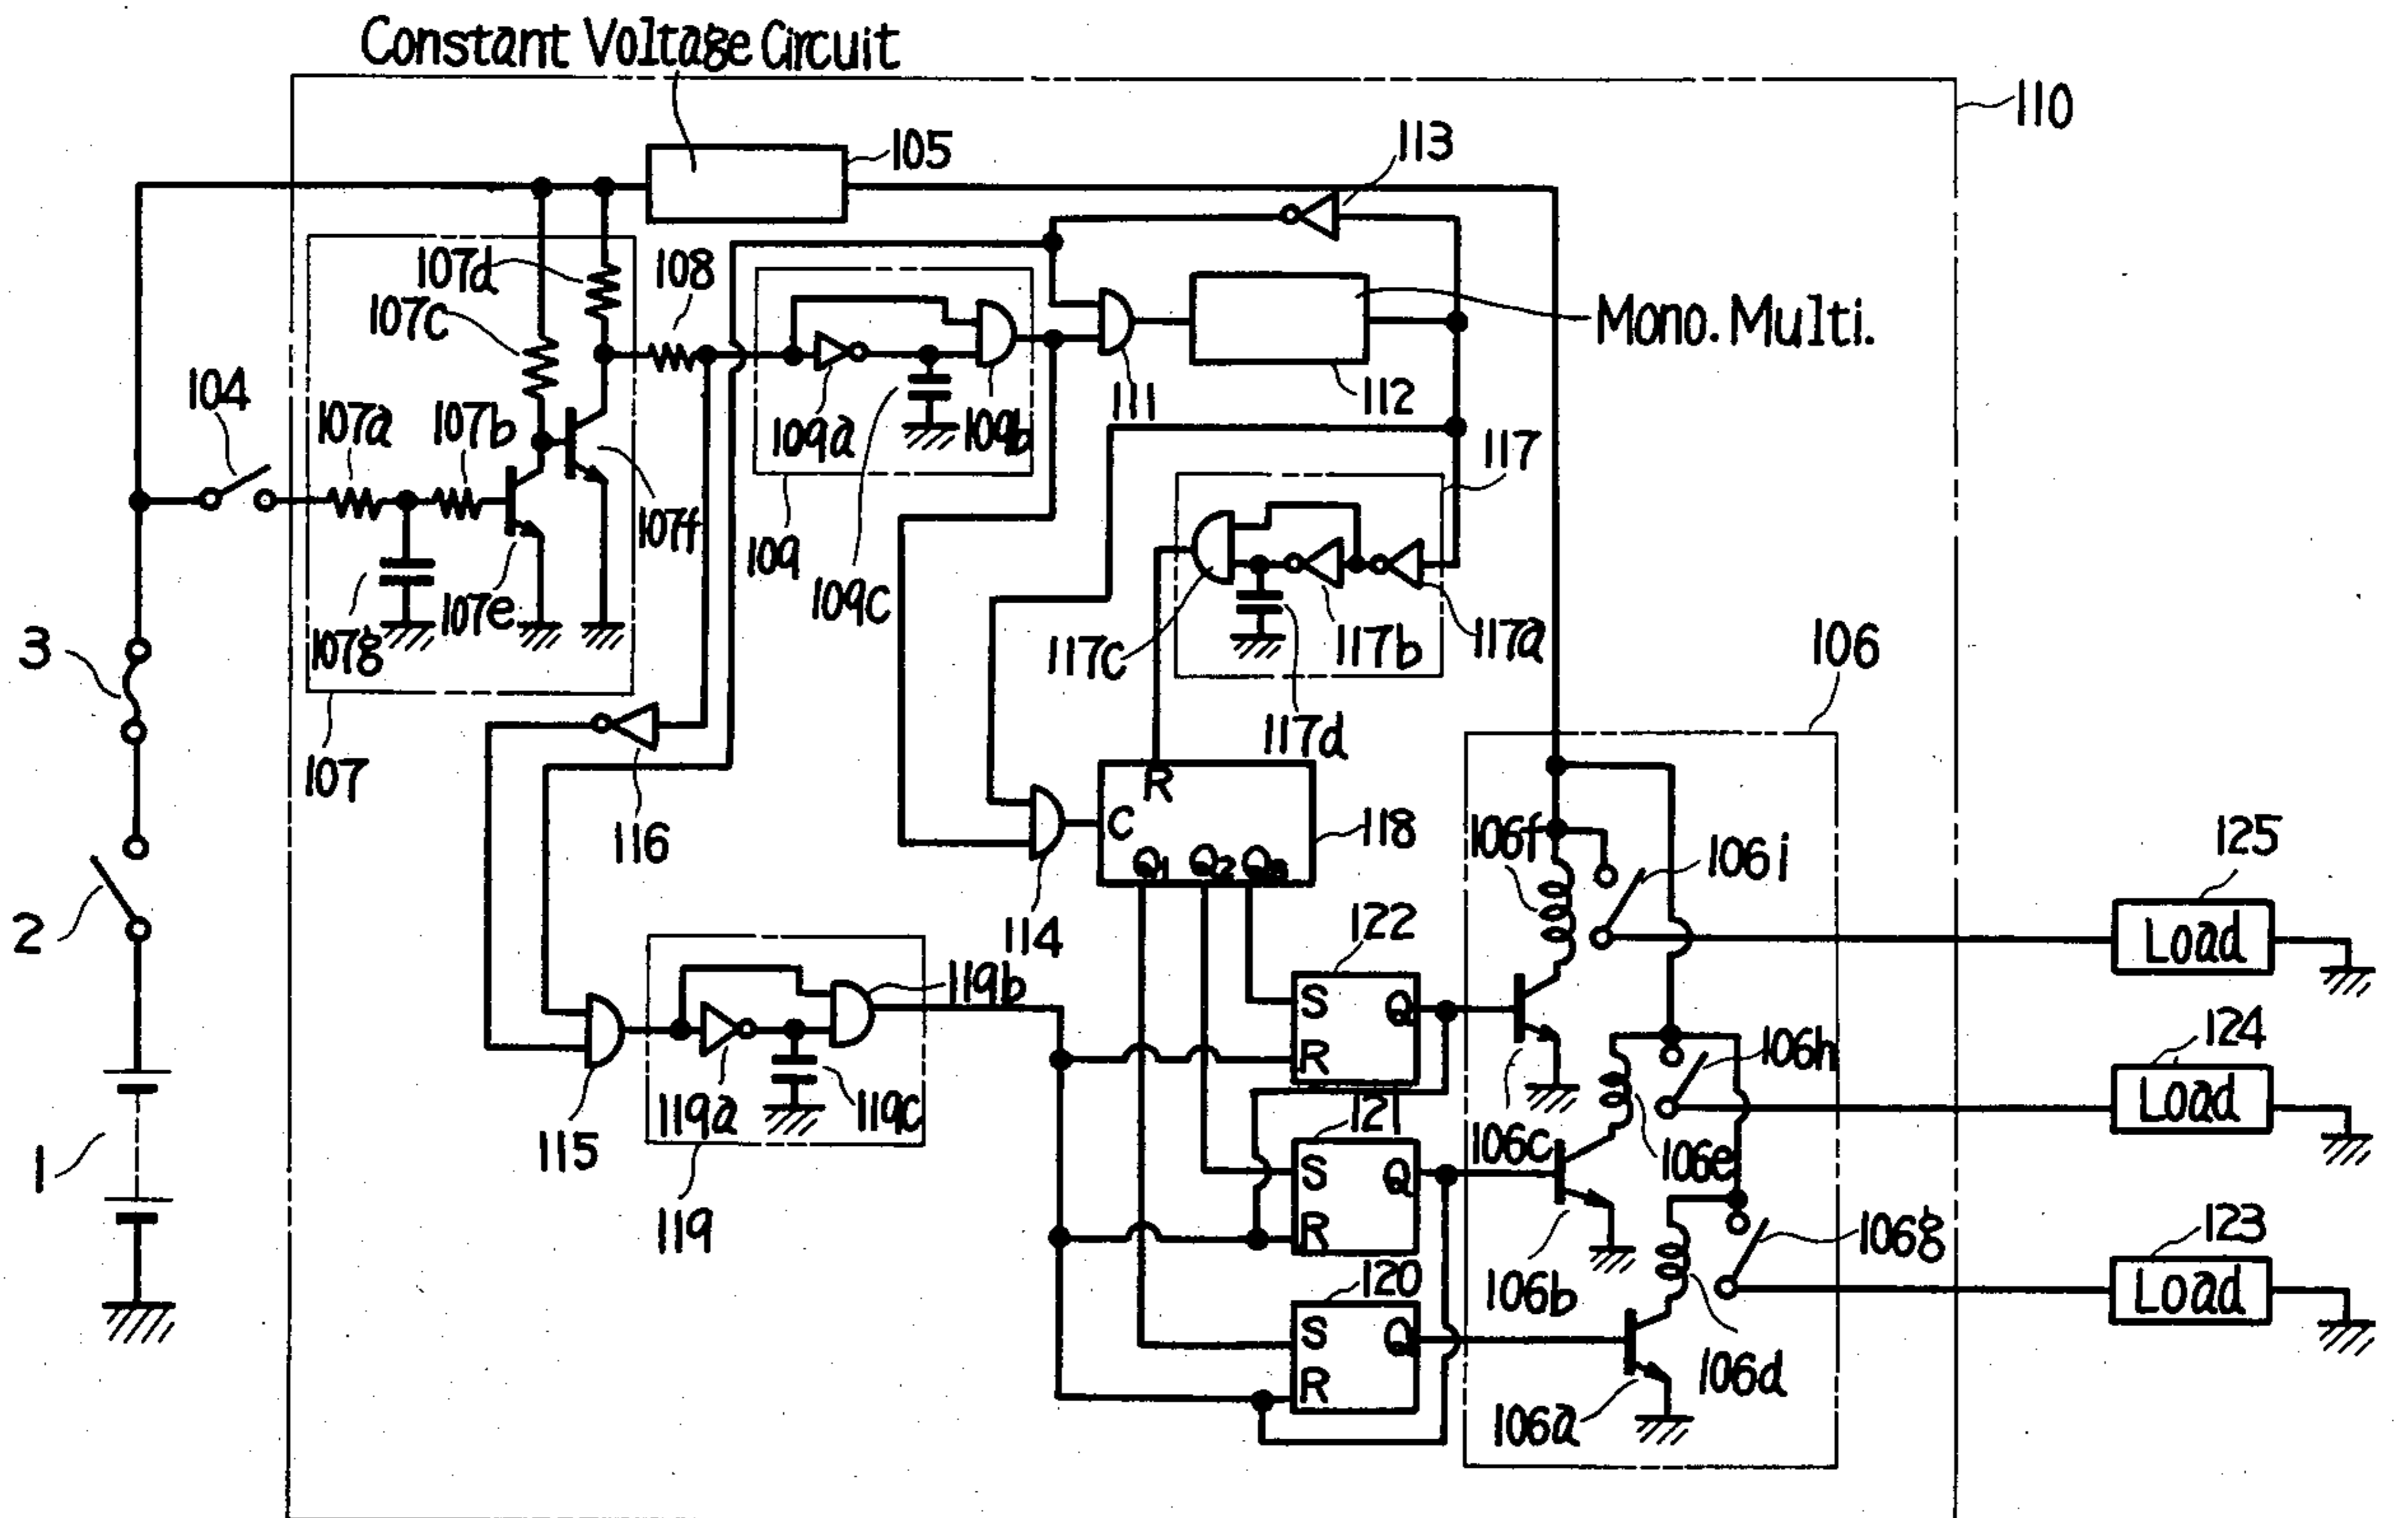 Constant Voltage Circuit
110
105
113
107d
108
107c
Mono. Multi.
104
107a
107b
109a
109b
111
112
117
107f
109
109c
107g
107e
117c
117b
117a
3
106
117d
107
R
C
118
116
Q1 Q2 Q3
106f
106i
125
2
114
122
Load
119b
S
Q
124
106h
R
Load
119a
119c
121
115
106c
106e
1
S
Q
123
119
R
106g
120
106b
Load
S
Q
R
106d
106a